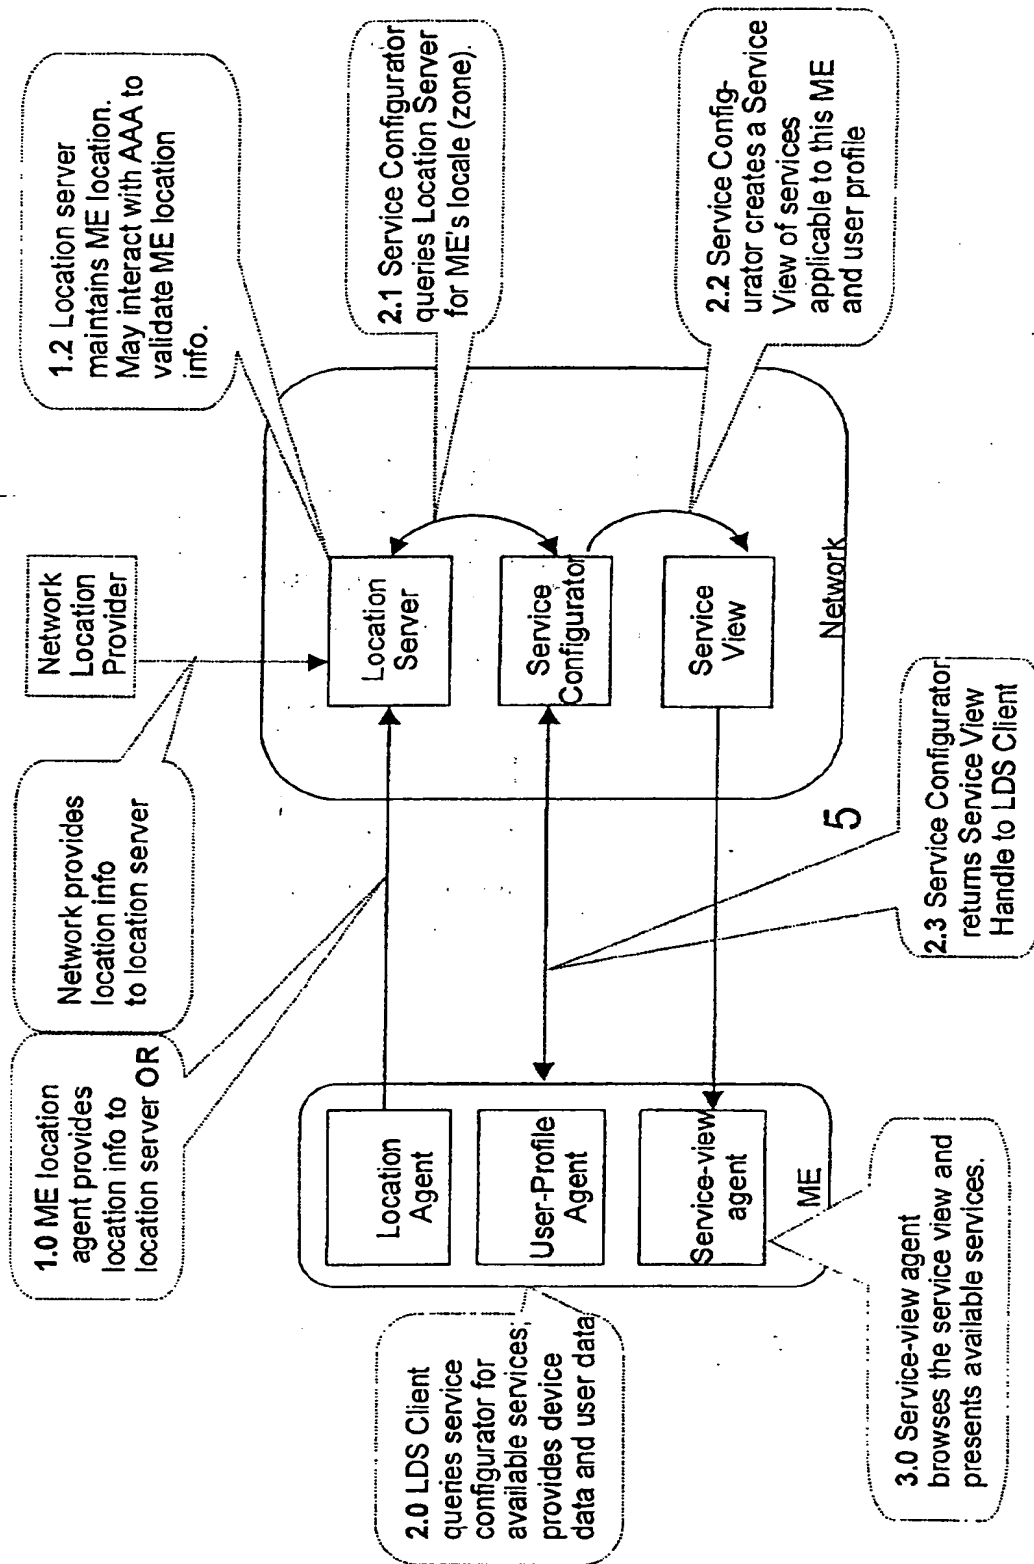 1.0 ME location
agent provides
location info to
location server OR
Network provides
location info
to location server
Network
Location
Provider
1.2 Location server
maintains ME location.
May interact with AAA to
validate ME location
info.
2.0 LDS Client
queries service
configurator for
available services;
provides device
data and user data
Location
Agent
User-Profile
Agent
Service-view
agent
ME
Location
Server
Service
Configurator
Service
View
Network
2.1 Service Configurator
queries Location Server
for ME's locale (zone).
2.2 Service Config-
urator creates a Service
View of services
applicable to this ME
and user profile
5
3.0 Service-view agent
browses the service view and
presents available services.
2.3 Service Configurator
returns Service View
Handle to LDS Client